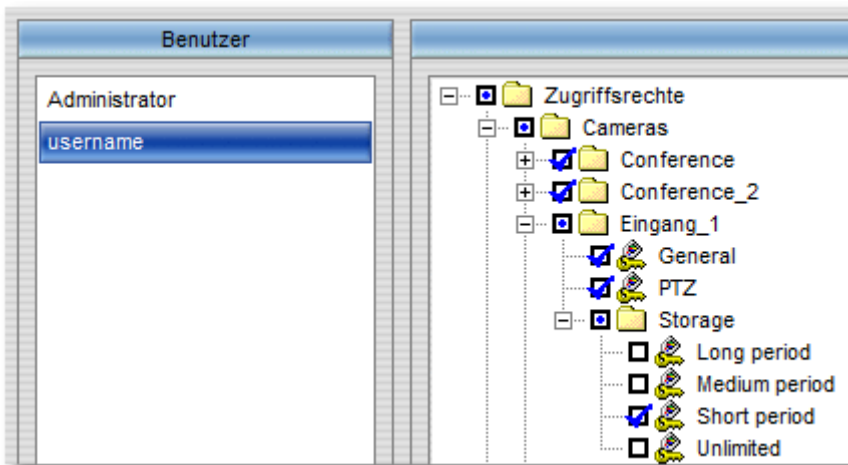 Benutzer
Administrator
username
Zugriffsrechte
Cameras
Conference
Conference_2
Eingang_1
General
PTZ
Storage
Long period
Medium period
Short period
Unlimited